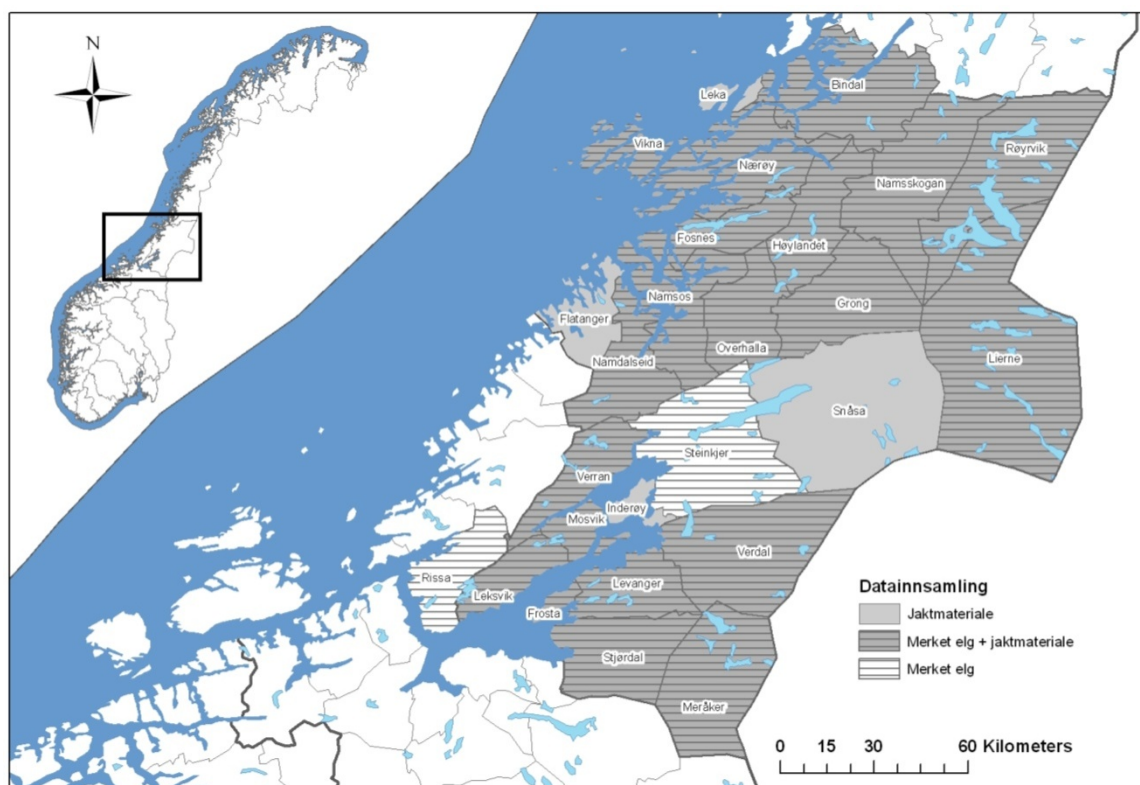 N
Leka
Bindal
Vikna
Røyrvik
Nærøy
Namsskogan
Fosnes
Høylandet
Namsos
Grong
Flatanger
Overhalla
Lierne
Namdalseid
Snåsa
Steinkjer
Verran
Inderøy
Mosvik
Verdal
Rissa
Levanger
Leksvik
Frosta
Stjørdal
Meråker
Datainnsamling
Jaktmateriale
Merket elg + jaktmateriale
Merket elg
0 15 30 60 Kilometers